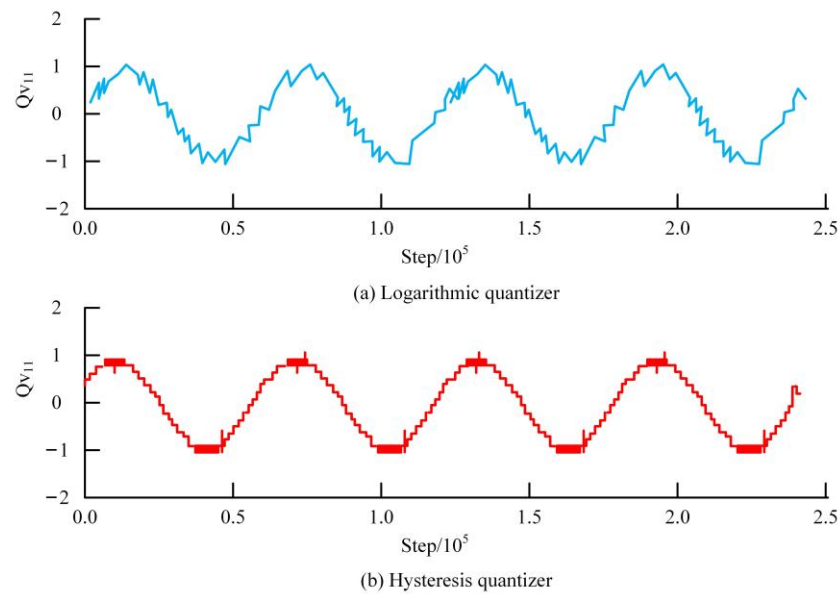 2
1
0
−1
−2
Qv₁₁
0.0 0.5 1.0 1.5 2.0 2.5
Step/10⁵
(a) Logarithmic quantizer
2
1
0
−1
−2
Qv₁₁
0.0 0.5 1.0 1.5 2.0 2.5
Step/10⁵
(b) Hysteresis quantizer